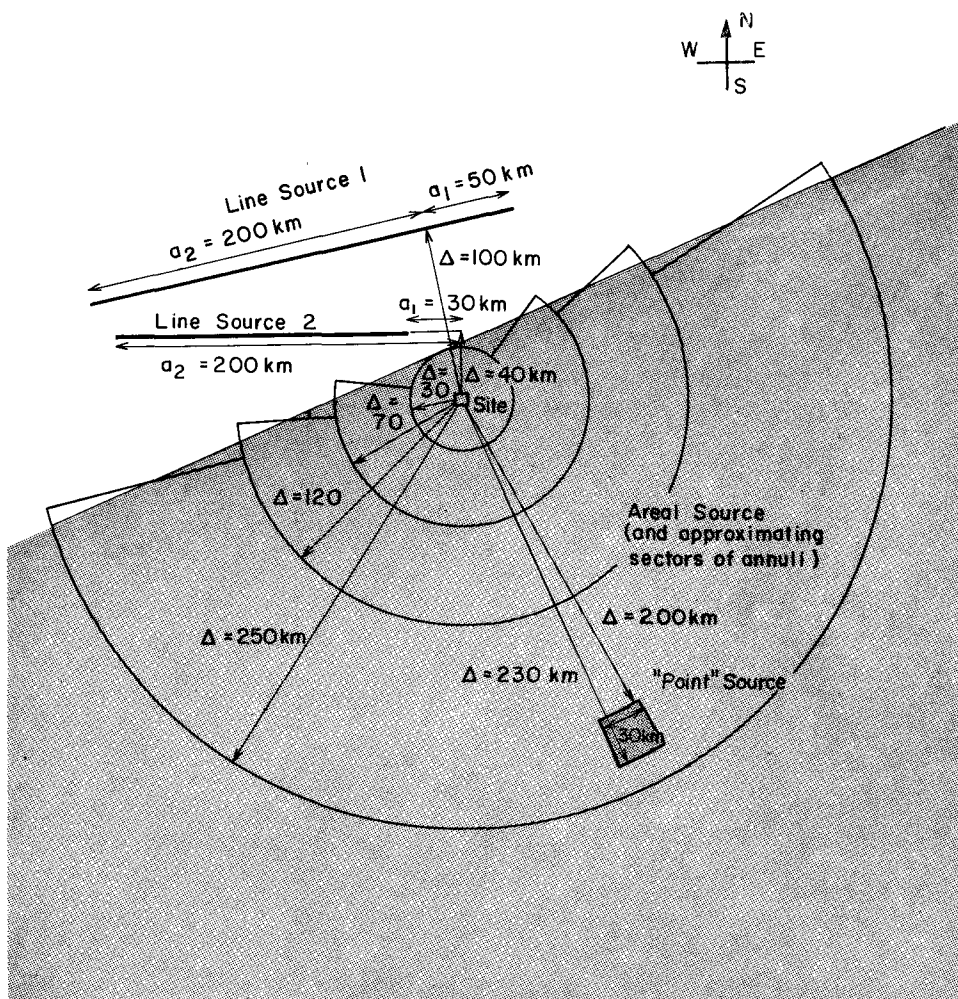 N
W E
S
Line Source 1
a₁ = 50 km
a₂ = 200 km
Δ = 100 km
a₁ = 30 km
Line Source 2
a₂ = 200 km
Δ = 30
Δ = 40 km
Site
Δ = 70
Δ = 120
Areal Source
(and approximating
sectors of annuli)
Δ = 250 km
Δ = 200 km
Δ = 230 km
"Point" Source
30km